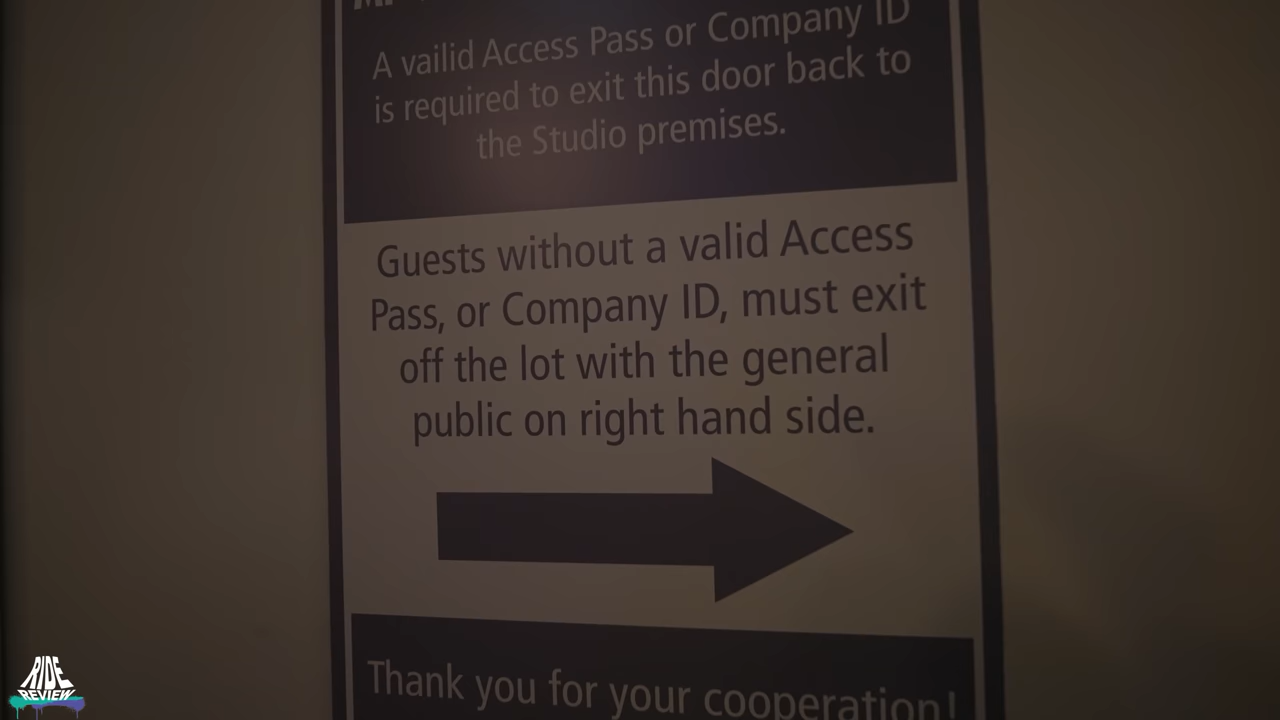 A vailid Access Pass or Company ID
is required to exit this door back to
the Studio premises.
Guests without a valid Access
Pass, or Company ID, must exit
off the lot with the general
public on right hand side.
Thank you for your cooperation!
RIDE
REVIEW